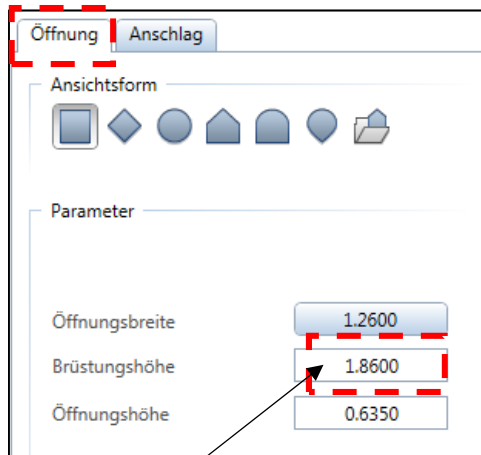 Öffnung Anschlag
Ansichtsform
Parameter
Öffnungsbreite 1.2600
Brüstungshöhe 1.8600
Öffnungshöhe 0.6350